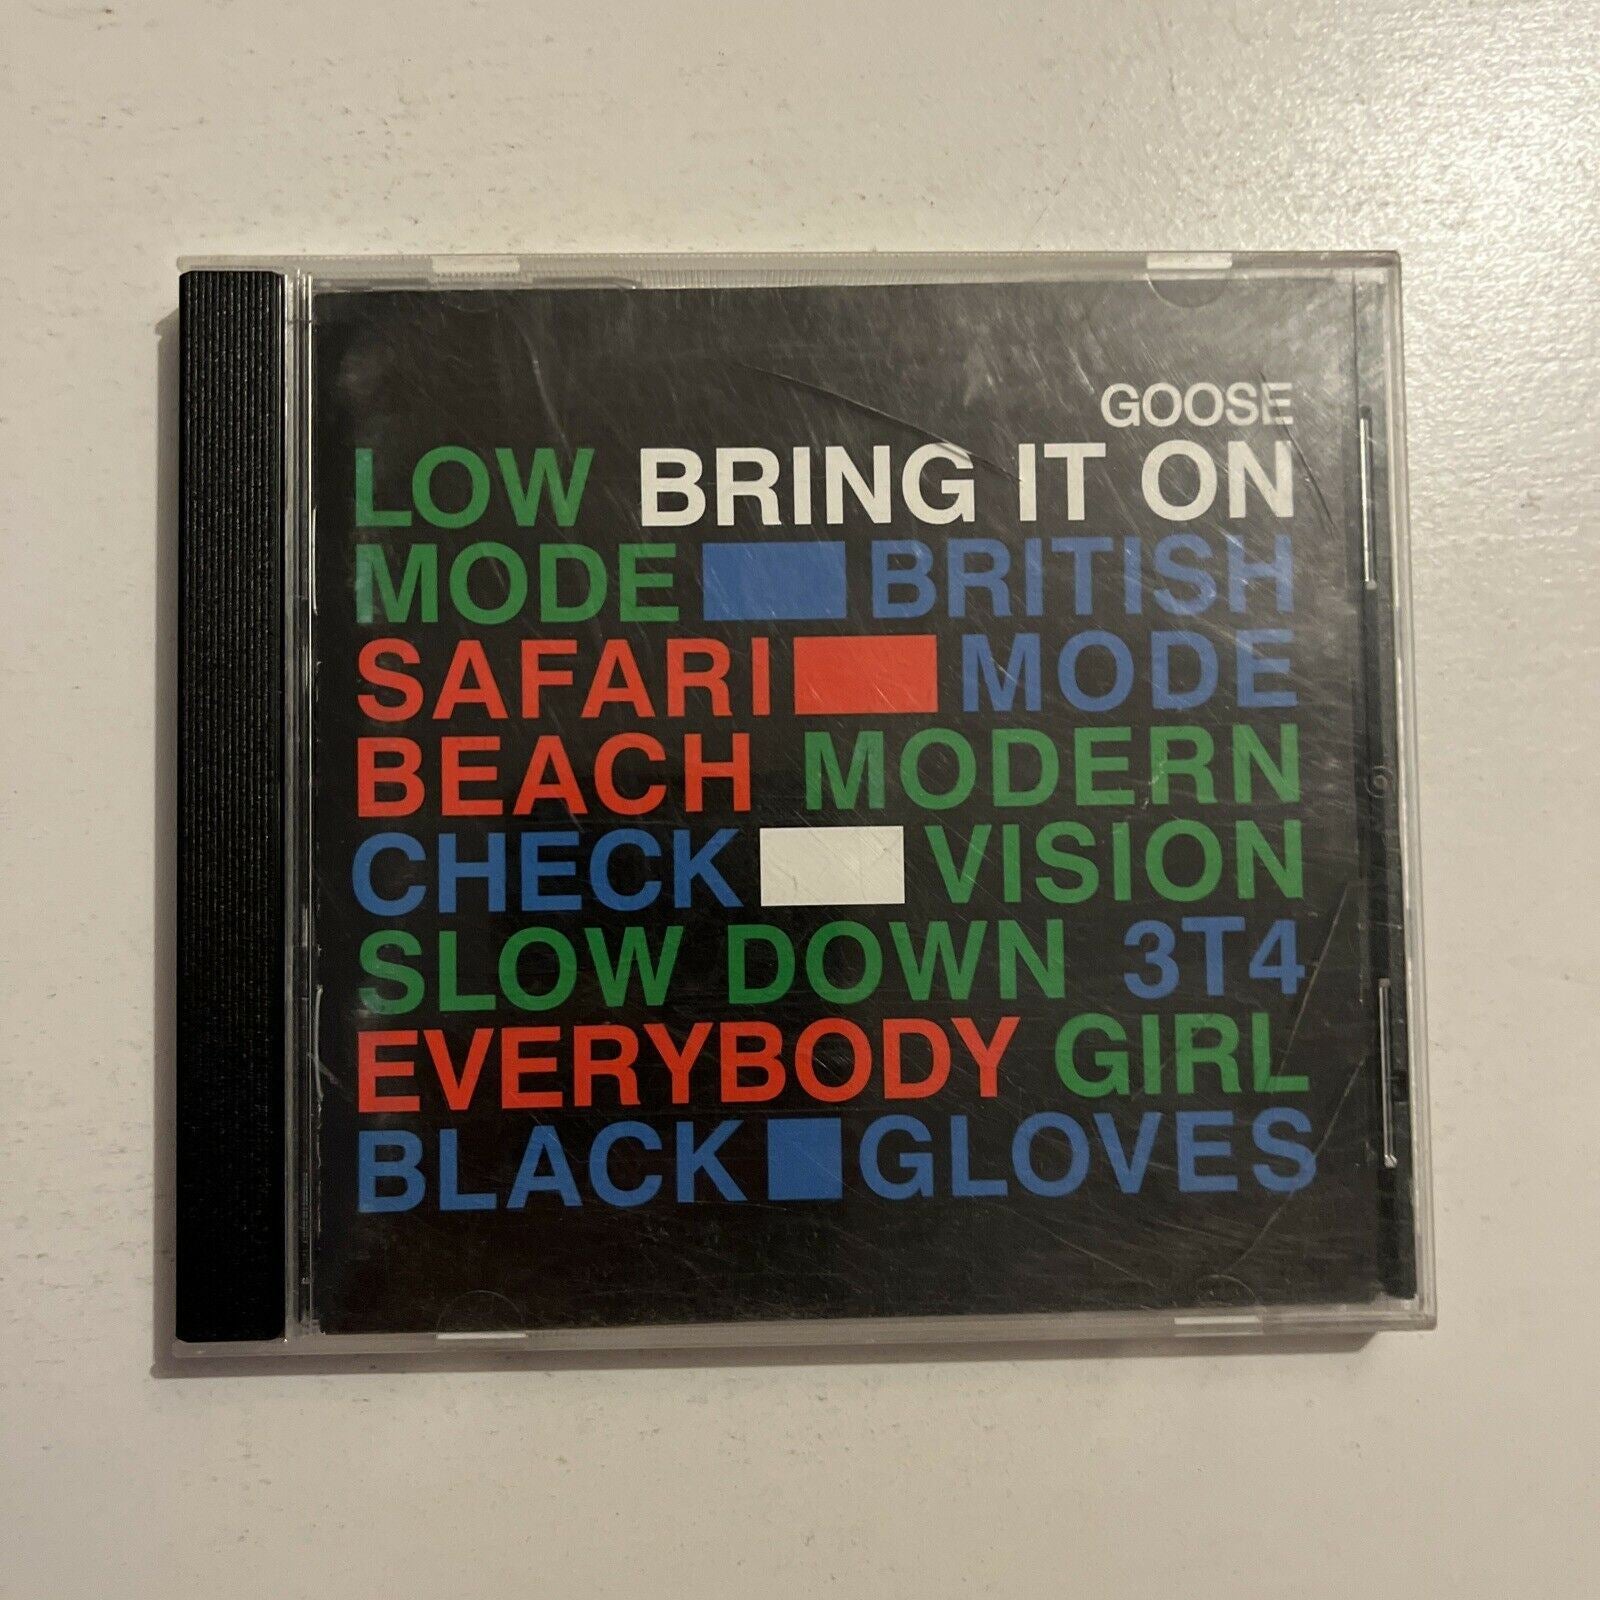 GOOSE
LOW BRING IT ON
MODE BRITISH
SAFARI MODE
BEACH MODERN
CHECK VISION
SLOW DOWN 3T4
EVERYBODY GIRL
BLACK GLOVES